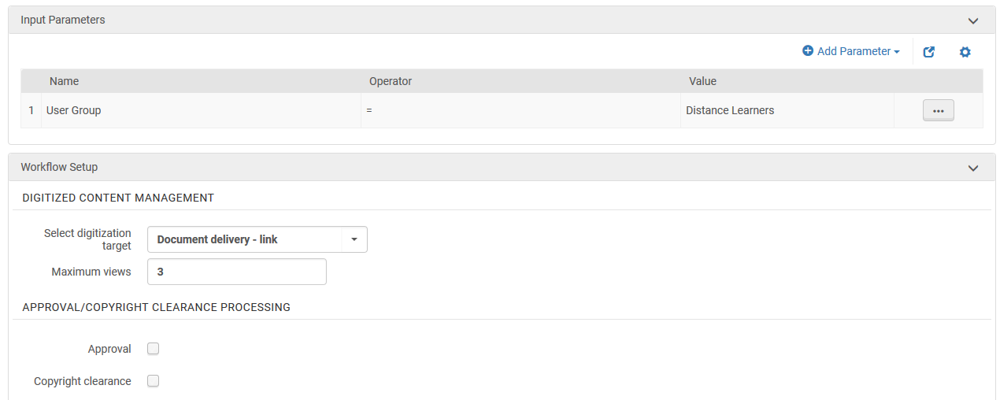 Input Parameters
Add Parameter
Name Operator Value
1 User Group = Distance Learners
Workflow Setup
DIGITIZED CONTENT MANAGEMENT
Select digitization
target
Document delivery - link
Maximum views 3
APPROVAL/COPYRIGHT CLEARANCE PROCESSING
Approval
Copyright clearance